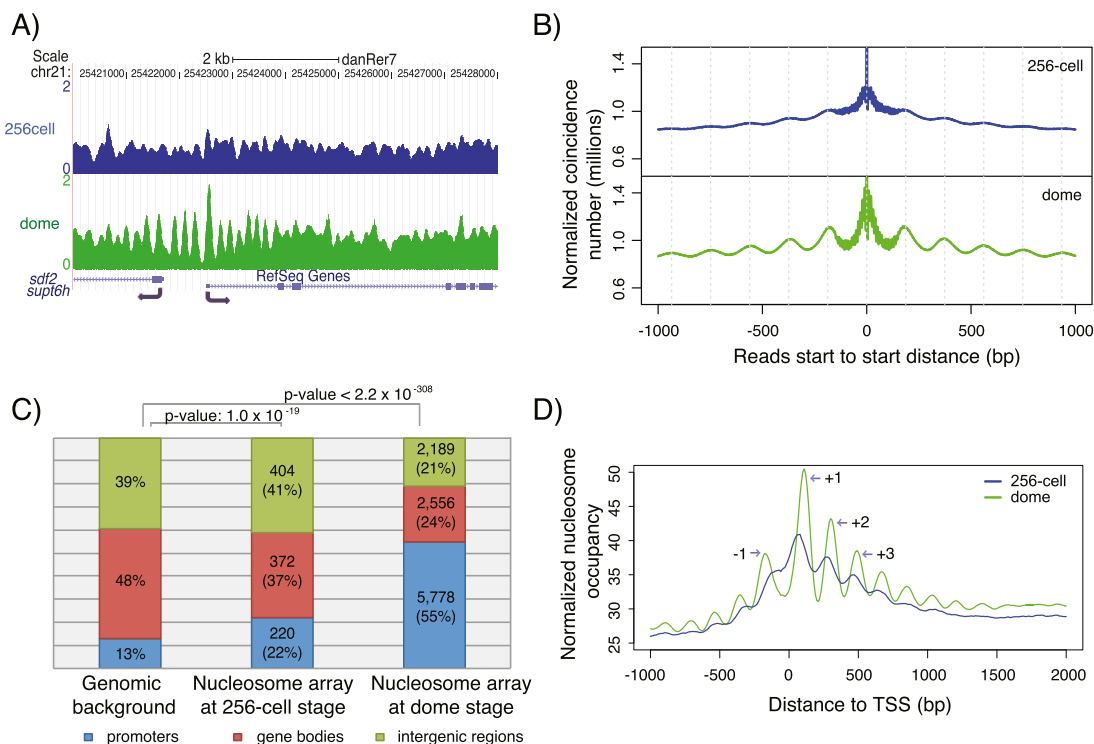 A)
Scale
2 kb
danRer7
chr21:
25421000
25422000
25423000
25424000
25425000
25426000
25427000
25428000
2
256cell
0
2
dome
0
RefSeq Genes
sdf2
supt6h
B)
Normalized coincidence
number (millions)
1.4
1.0
0.6
256-cell
1.4
1.0
0.6
dome
-1000
-500
0
500
1000
Reads start to start distance (bp)
C)
p-value < 2.2 x 10 -308
p-value: 1.0 x 10 -19
39%
48%
13%
404
(41%)
372
(37%)
220
(22%)
2,189
(21%)
2,556
(24%)
5,778
(55%)
Genomic
background
Nucleosome array
at 256-cell stage
Nucleosome array
at dome stage
promoters
gene bodies
intergenic regions
D)
Normalized nucleosome
occupancy
50
45
40
35
30
25
256-cell
dome
-1
+1
+2
+3
-1000
-500
0
500
1000
1500
2000
Distance to TSS (bp)